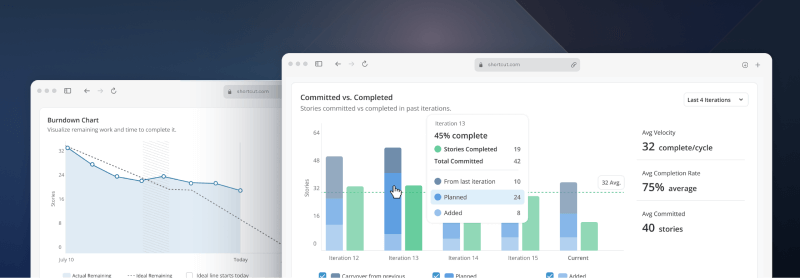 shortcut.com
Burndown Chart
Visualize remaining work and time to complete it.
32
24
16
8
0
Stories
July 10
Today
Actual Remaining
Ideal Remaining
Ideal line starts today
shortcut.com
Committed vs. Completed
Stories committed vs completed in past iterations.
Last 4 Iterations
64
48
32
16
0
Stories
Iteration 13
45% complete
Stories Completed 19
Total Committed 42
From last iteration 10
Planned 24
Added 8
32 Avg.
Iteration 12
Iteration 13
Iteration 14
Iteration 15
Current
Carryover from previous
Planned
Added
Avg Velocity
32 complete/cycle
Avg Completion Rate
75% average
Avg Committed
40 stories